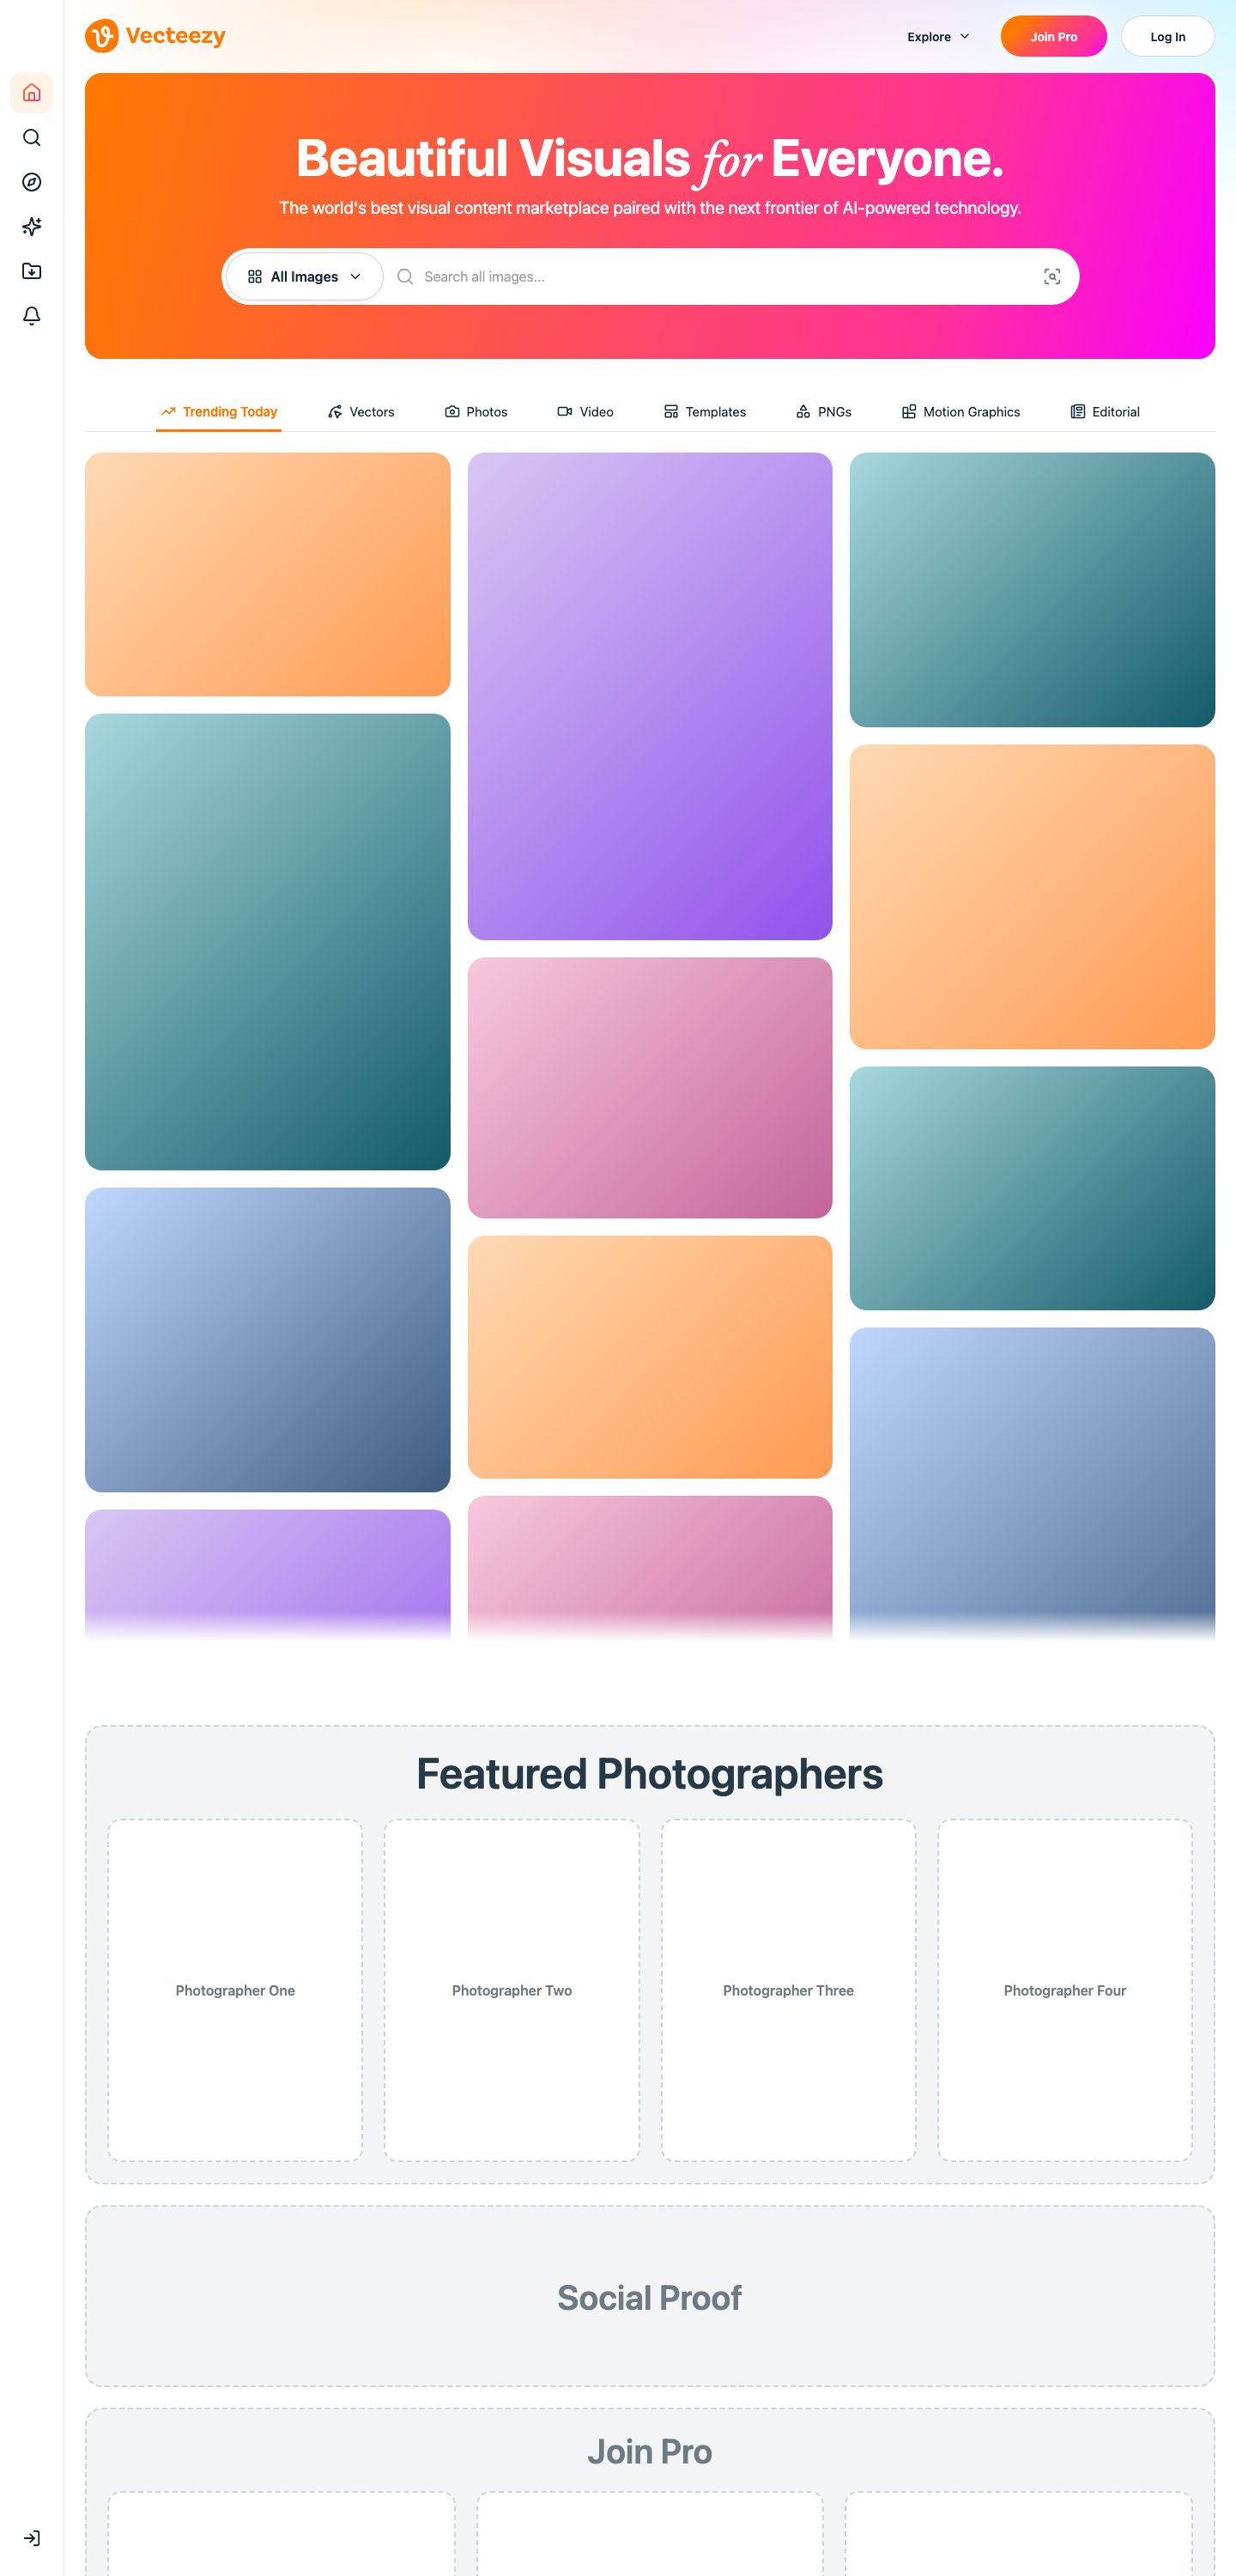 Vecteezy
Explore
Join Pro
Log In
Beautiful Visuals for Everyone.
The world's best visual content marketplace paired with the next frontier of AI-powered technology.
All Images
Search all images...
Trending Today
Vectors
Photos
Video
Templates
PNGs
Motion Graphics
Editorial
Featured Photographers
Photographer One
Photographer Two
Photographer Three
Photographer Four
Social Proof
Join Pro